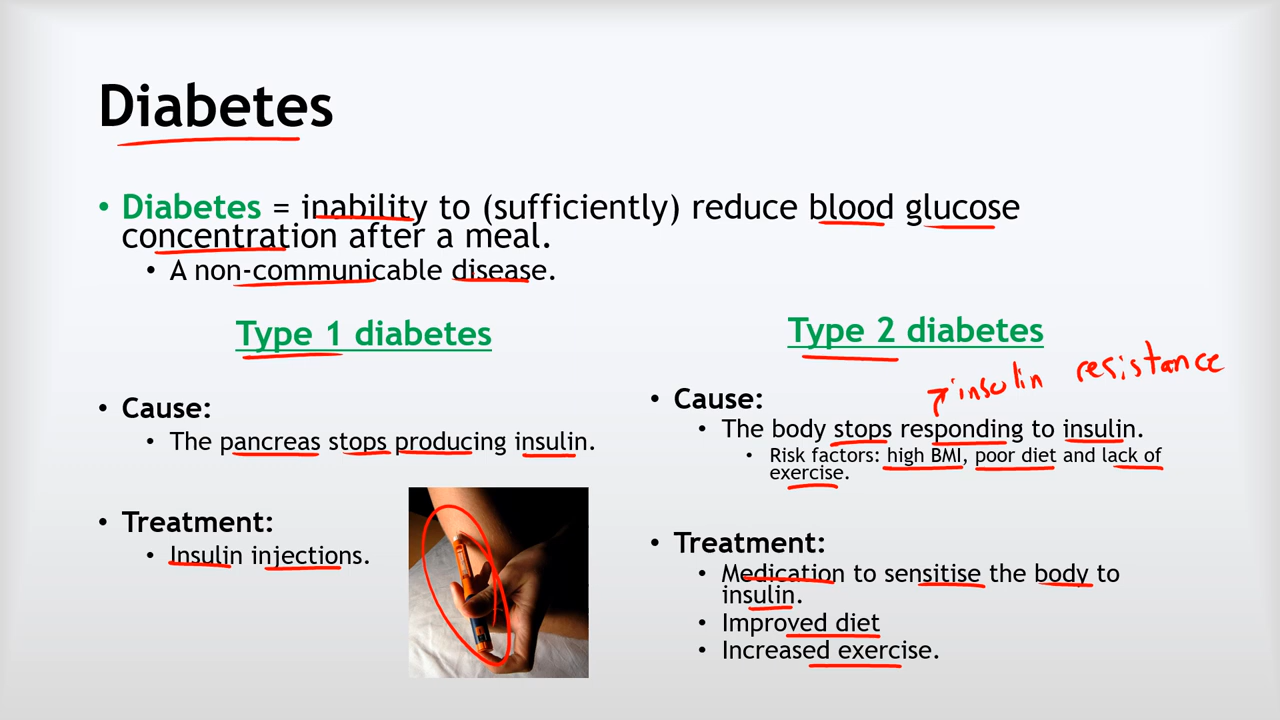 Diabetes
• Diabetes = inability to (sufficiently) reduce blood glucose
concentration after a meal.
• A non-communicable disease.
Type 1 diabetes
• Cause:
• The pancreas stops producing insulin.
• Treatment:
• Insulin injections.
Type 2 diabetes
insulin resistance
• Cause:
• The body stops responding to insulin.
• Risk factors: high BMI, poor diet and lack of
exercise.
• Treatment:
• Medication to sensitise the body to
insulin.
• Improved diet
• Increased exercise.